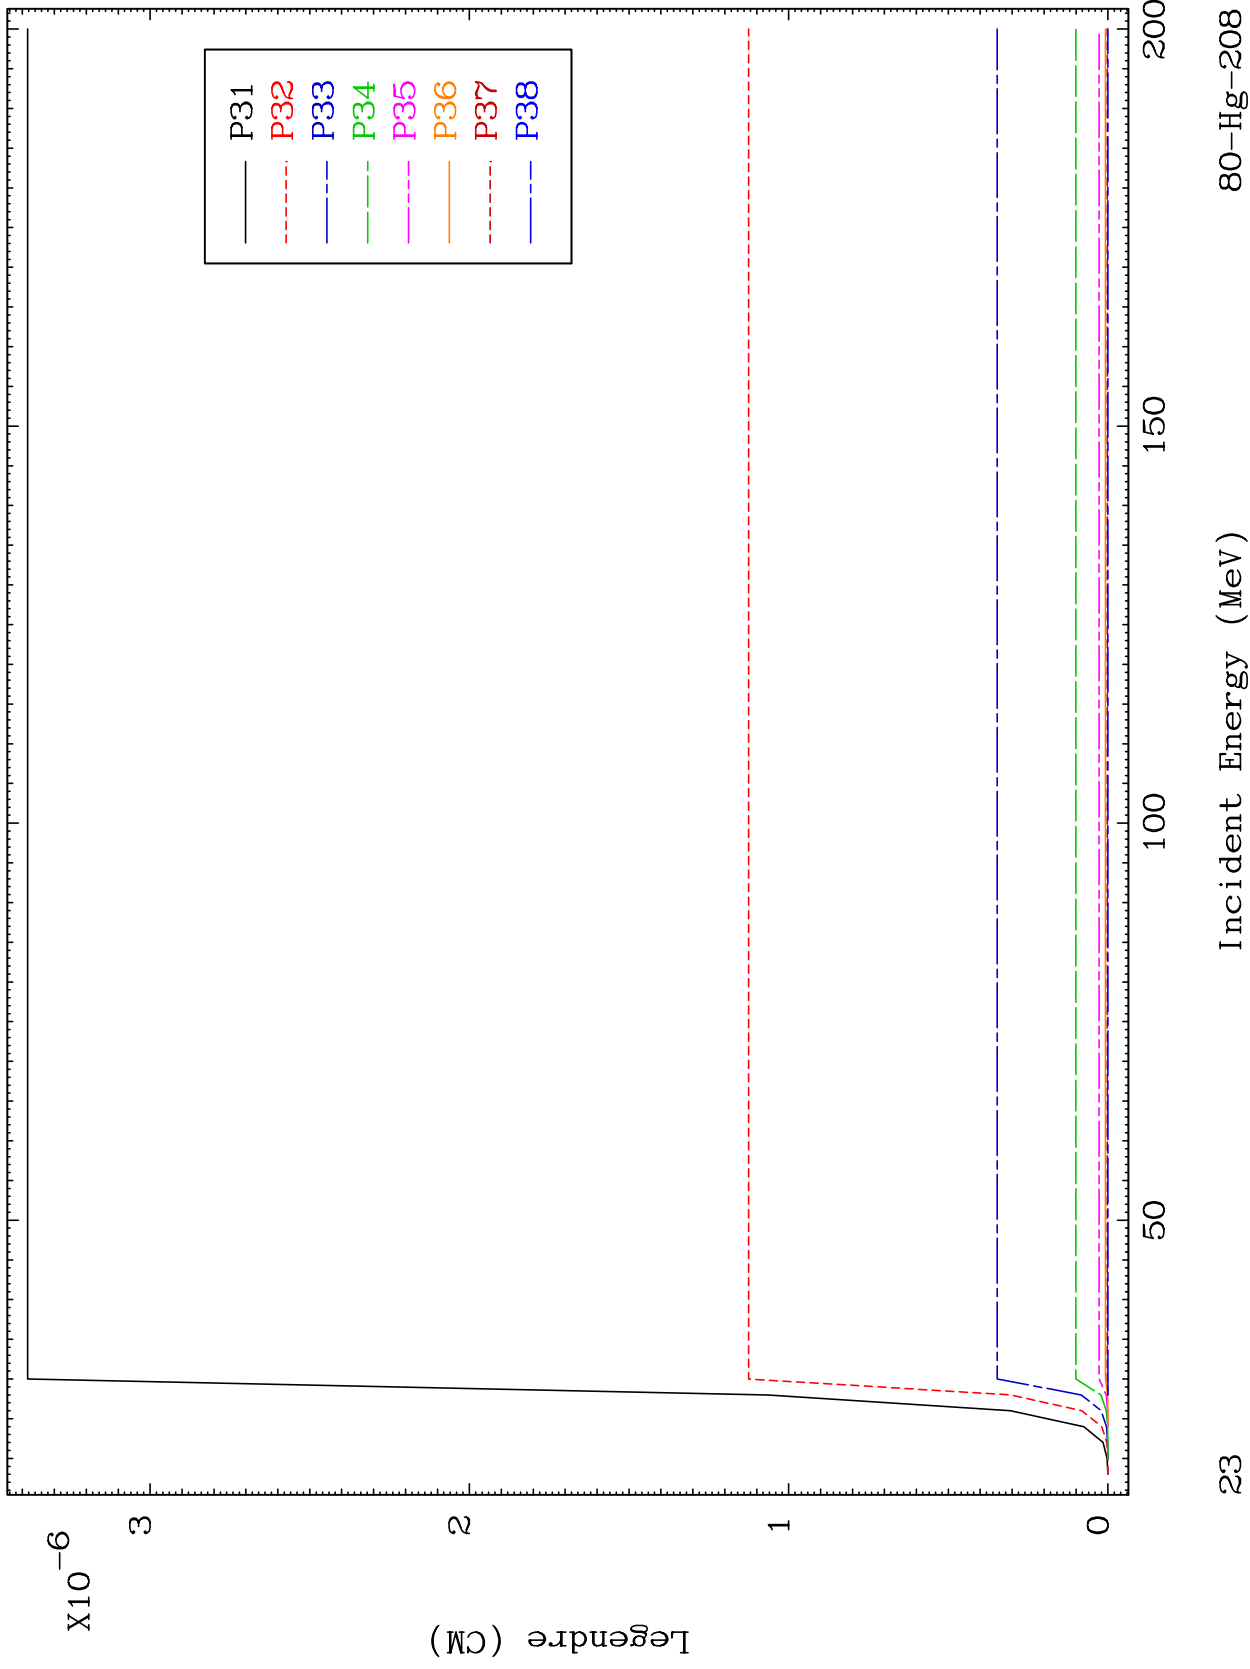 X10
-6
3
2
1
0
Legendre (CM)
P31
P32
P33
P34
P35
P36
P37
P38
50
100
150
200
Incident Energy (MeV)
23
80-Hg-208